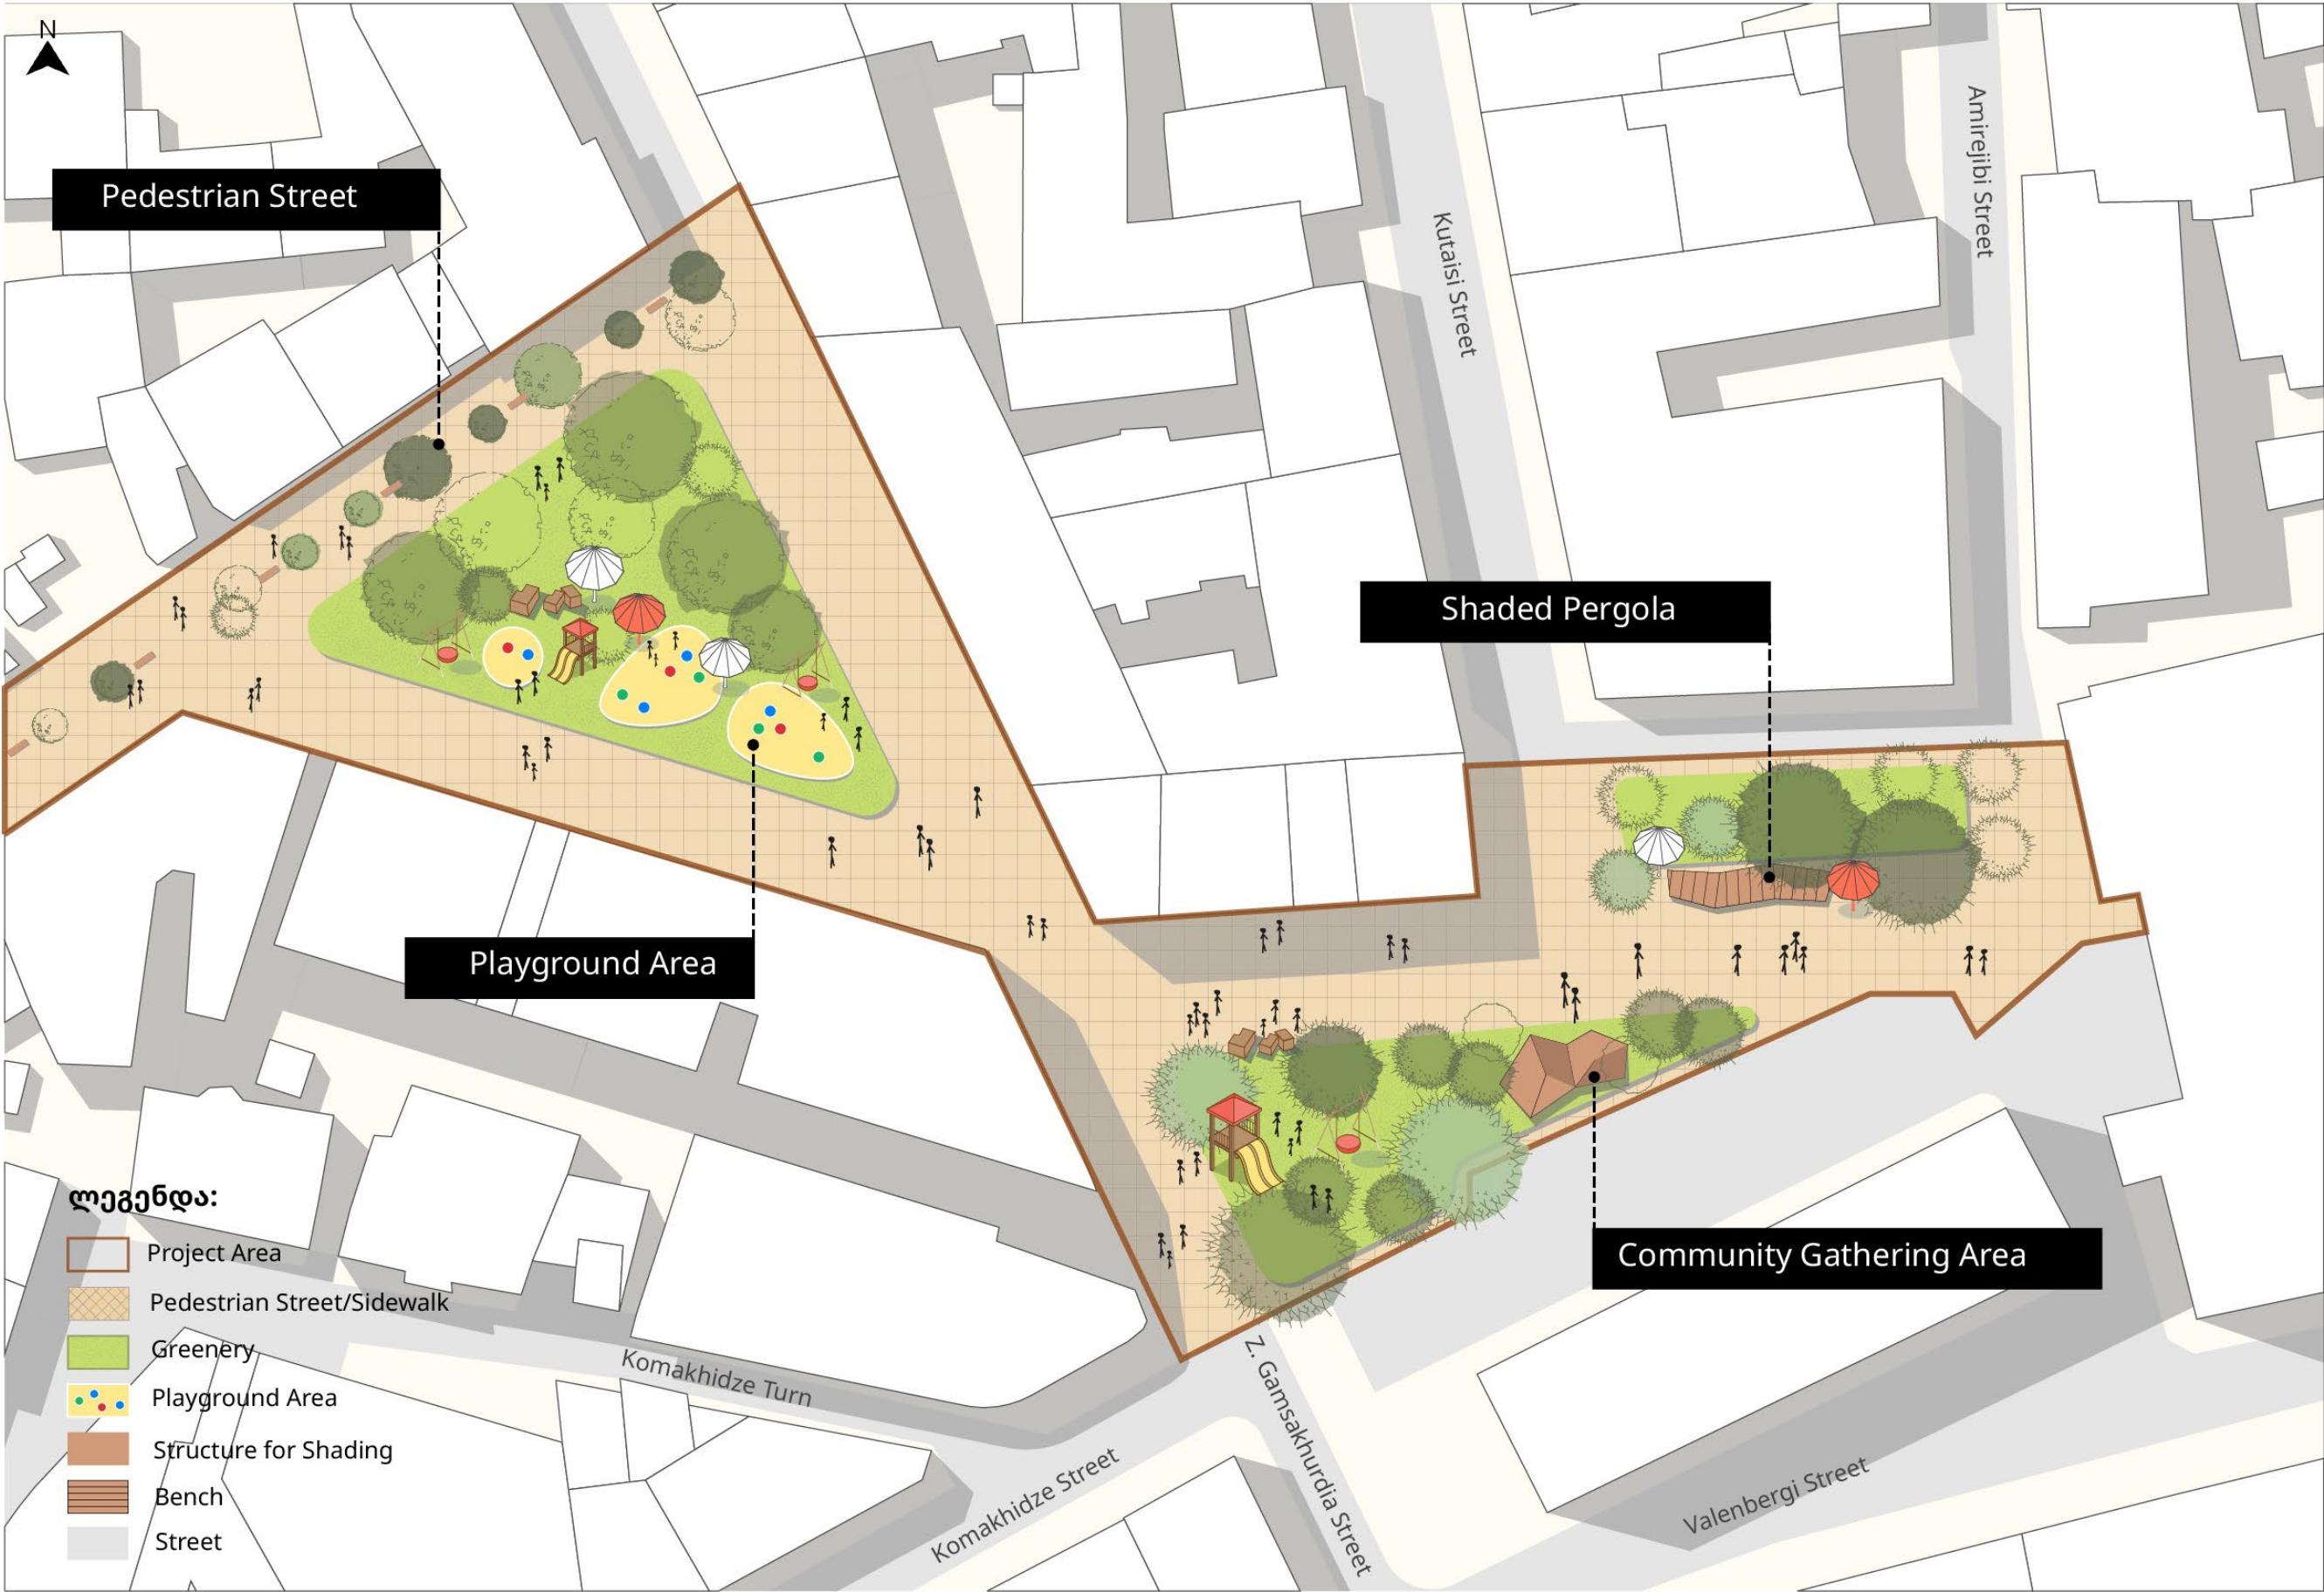 N
Pedestrian Street
Kutaisi Street
Amirejibi Street
Shaded Pergola
Playground Area
Community Gathering Area
ლეგენდა:
Project Area
Pedestrian Street/Sidewalk
Greenery
Playground Area
Structure for Shading
Bench
Street
Komakhidze Turn
Komakhidze Street
Z. Gamsakhurdia Street
Valenbergi Street